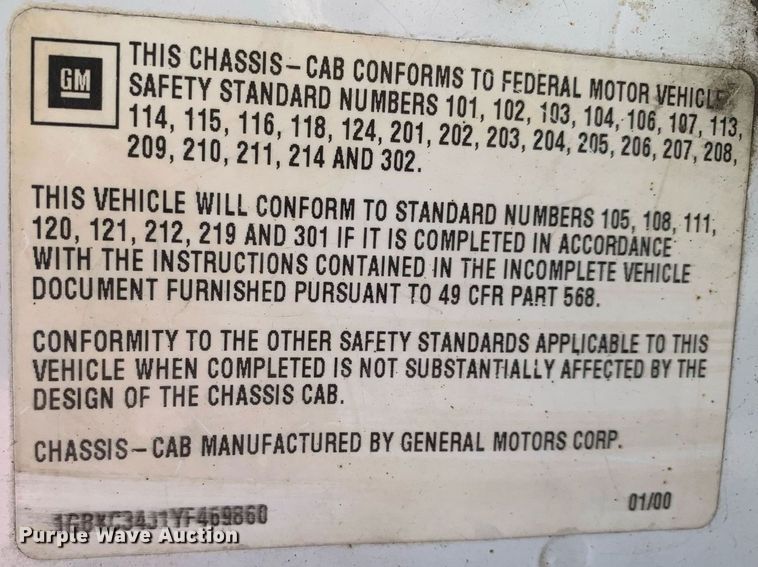 GM
THIS CHASSIS-CAB CONFORMS TO FEDERAL MOTOR VEHICLE
SAFETY STANDARD NUMBERS 101, 102, 103, 104, 106, 107, 113,
114, 115, 116, 118, 124, 201, 202, 203, 204, 205, 206, 207, 208,
209, 210, 211, 214 AND 302.
THIS VEHICLE WILL CONFORM TO STANDARD NUMBERS 105, 108, 111,
120, 121, 212, 219 AND 301 IF IT IS COMPLETED IN ACCORDANCE
WITH THE INSTRUCTIONS CONTAINED IN THE INCOMPLETE VEHICLE
DOCUMENT FURNISHED PURSUANT TO 49 CFR PART 568.
CONFORMITY TO THE OTHER SAFETY STANDARDS APPLICABLE TO THIS
VEHICLE WHEN COMPLETED IS NOT SUBSTANTIALLY AFFECTED BY THE
DESIGN OF THE CHASSIS CAB.
CHASSIS-CAB MANUFACTURED BY GENERAL MOTORS CORP.
01/00
Purple Wave Auction